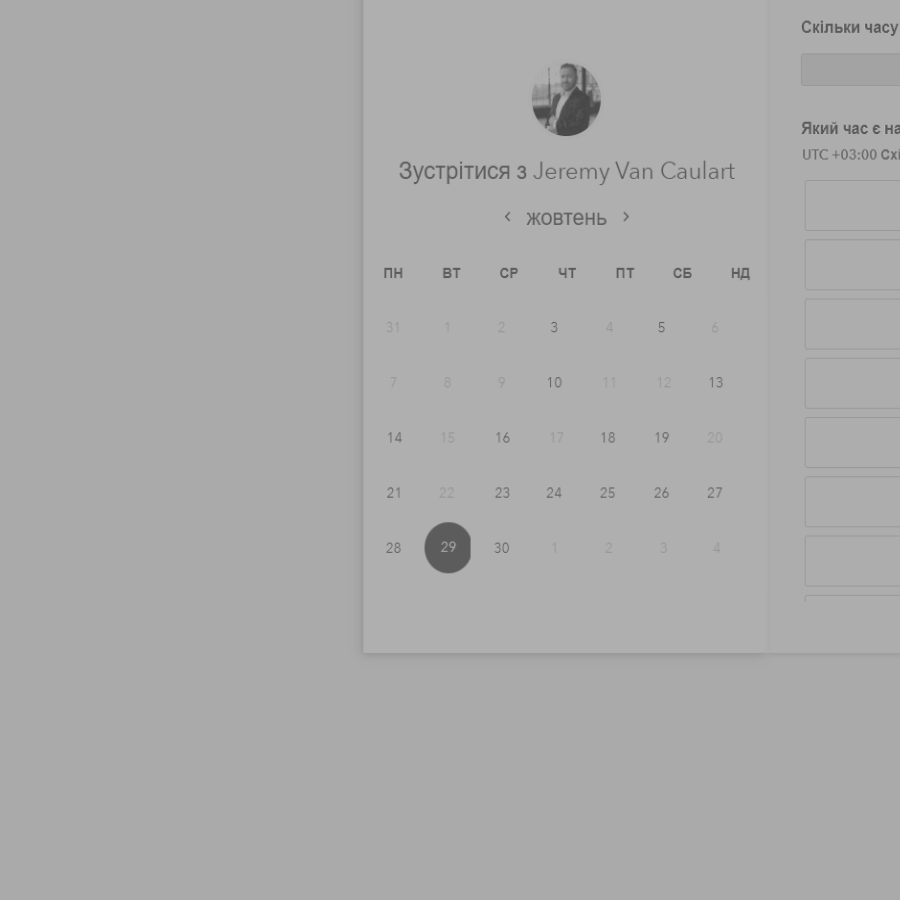 Зустрітися з Jeremy Van Caulart
жовтень
ПН ВТ СР ЧТ ПТ СБ НД
31 1 2 3 4 5 6
7 8 9 10 11 12 13
14 15 16 17 18 19 20
21 22 23 24 25 26 27
28 29 30 1 2 3 4
Скільки часу
Який час є
UTC +03:00